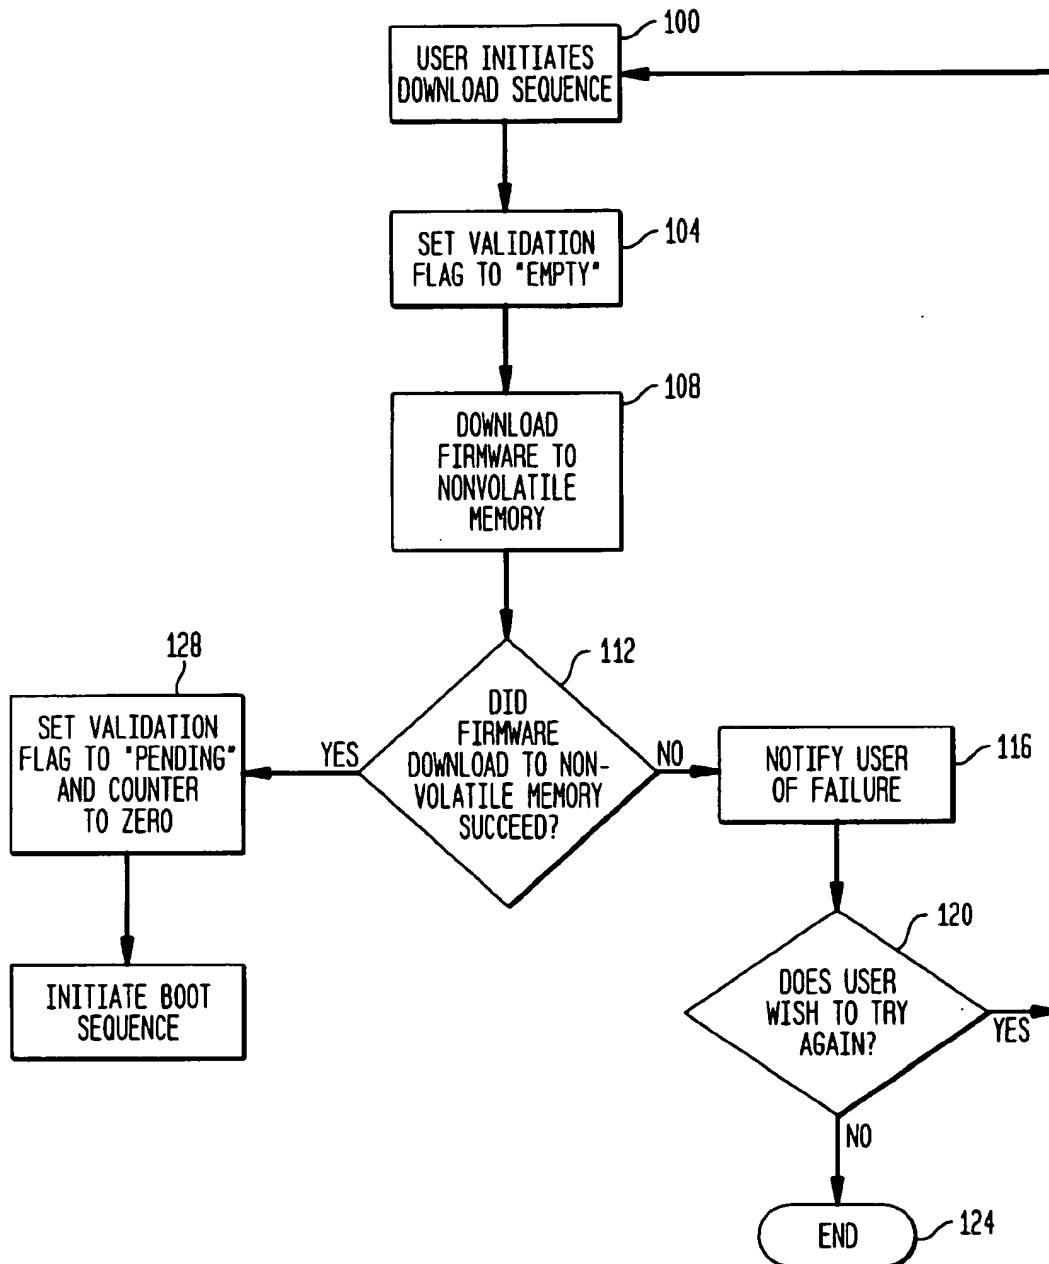 100
USER INITIATES
DOWNLOAD SEQUENCE
104
SET VALIDATION
FLAG TO "EMPTY"
108
DOWNLOAD
FIRMWARE TO
NONVOLATILE
MEMORY
112
DID
FIRMWARE
DOWNLOAD TO NON-
VOLATILE MEMORY
SUCCEED?
YES
NO
128
SET VALIDATION
FLAG TO "PENDING"
AND COUNTER
TO ZERO
INITIATE BOOT
SEQUENCE
116
NOTIFY USER
OF FAILURE
120
DOES USER
WISH TO TRY
AGAIN?
YES
NO
END
124